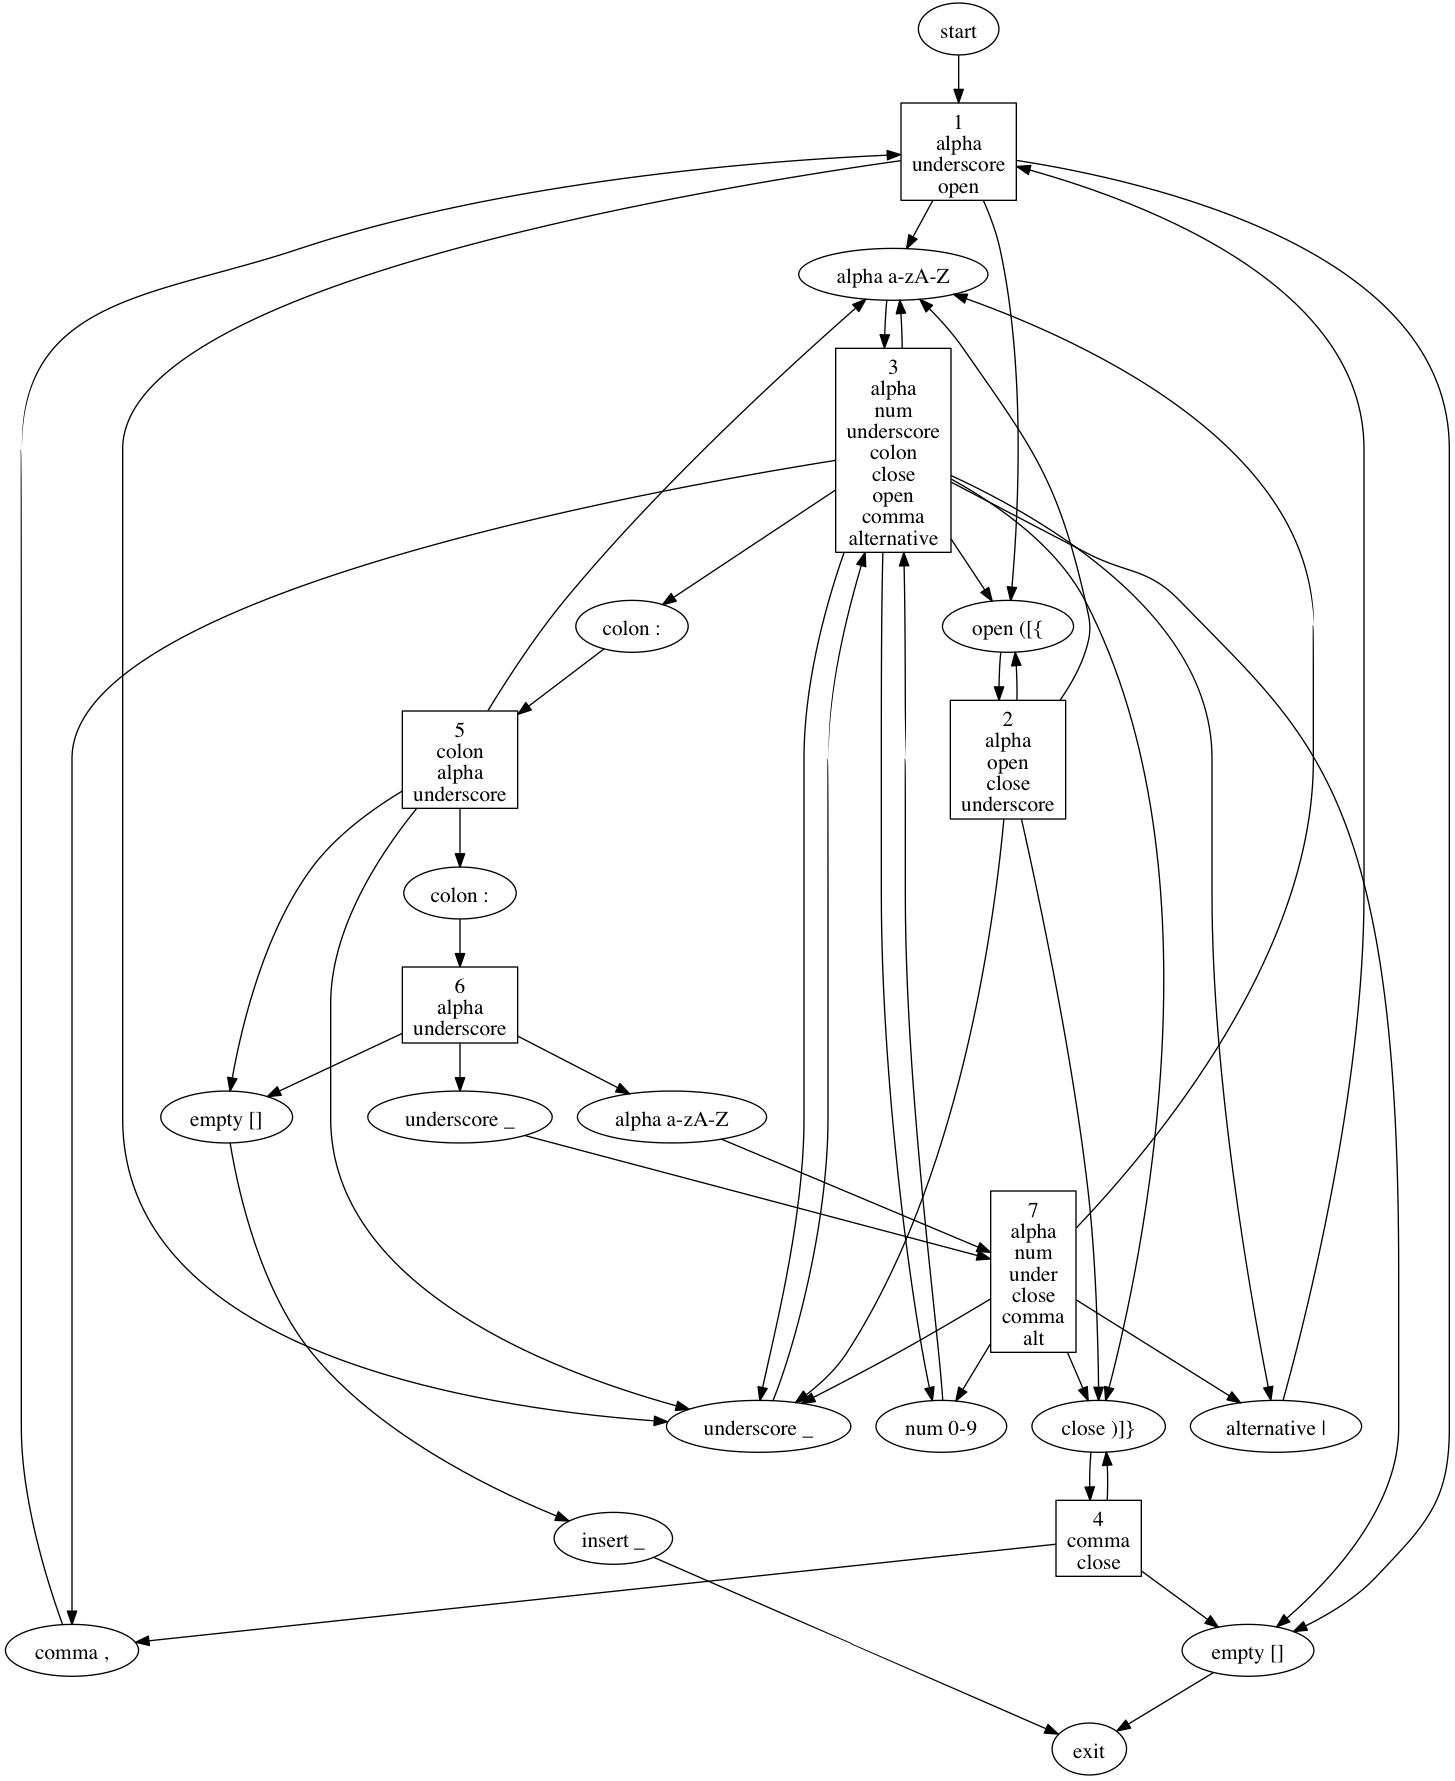 start
1
alpha
underscore
open
alpha a-zA-Z
3
alpha
num
underscore
colon
close
open
comma
alternative
colon :
open ([{
5
colon
alpha
underscore
2
alpha
open
close
underscore
colon :
6
alpha
underscore
empty []
underscore _
alpha a-zA-Z
7
alpha
num
under
close
comma
alt
underscore _
num 0-9
close )]}
alternative |
insert _
4
comma
close
comma ,
empty []
exit